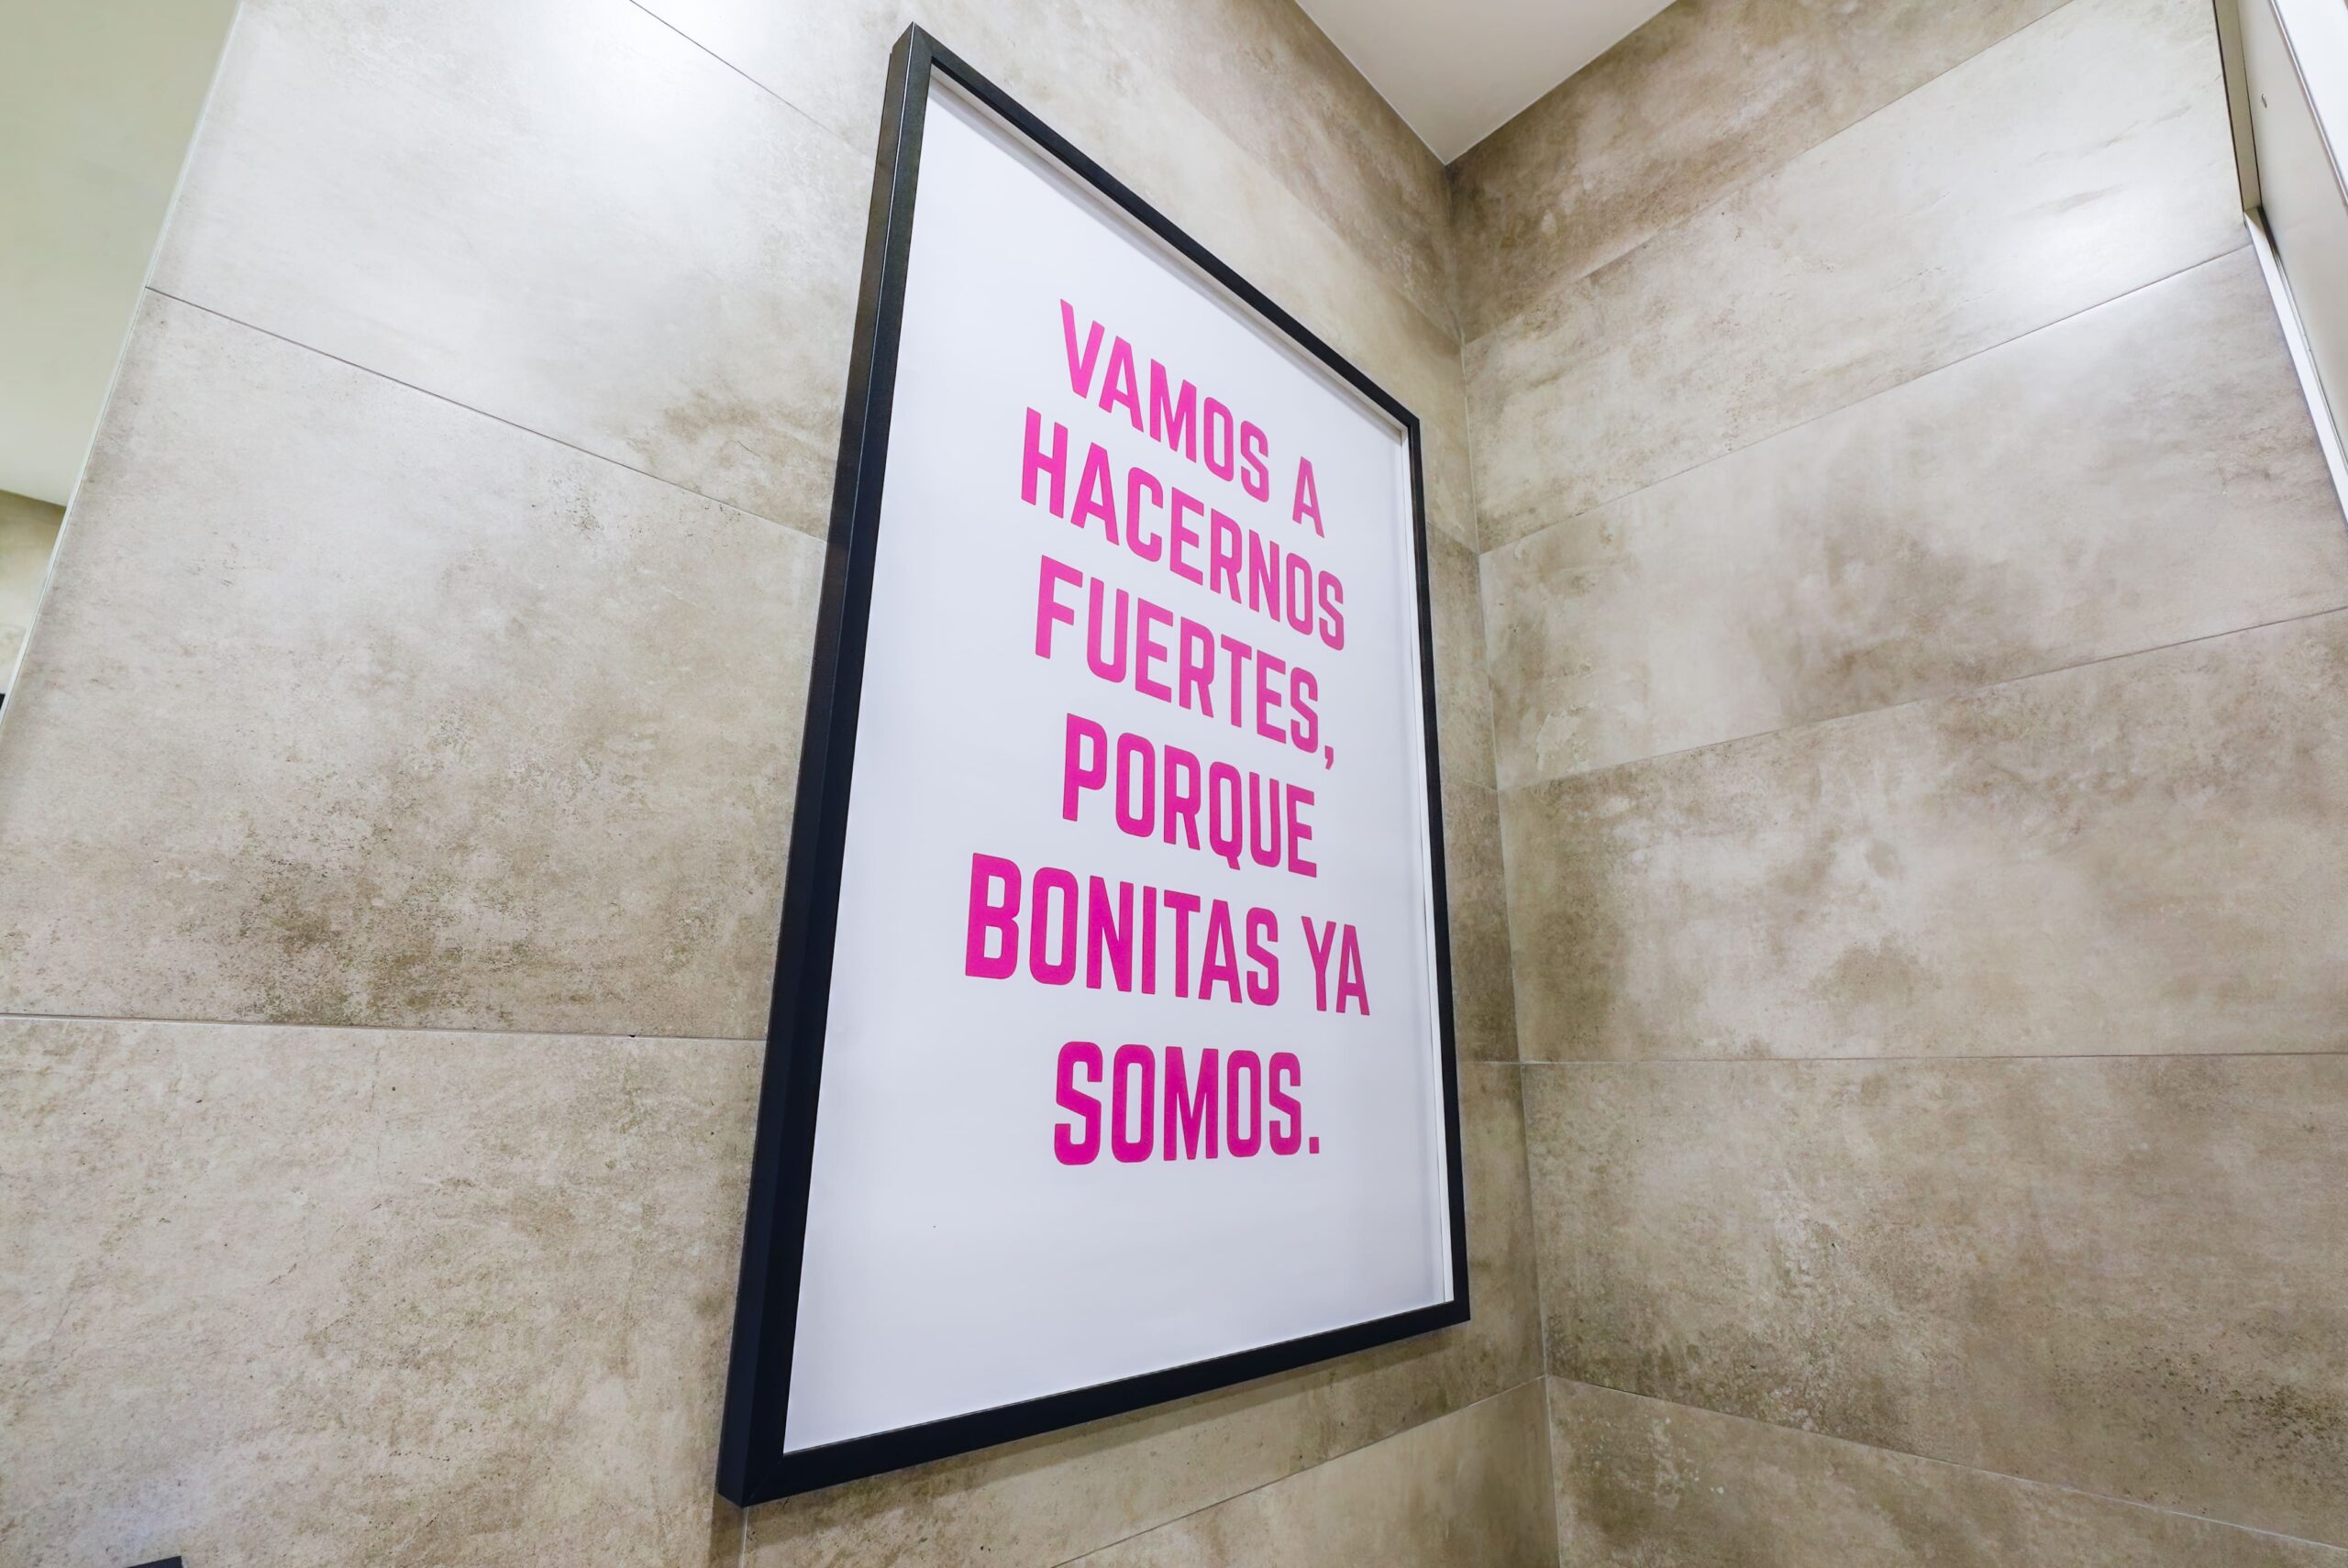 VAMOS A
HACERNOS
FUERTES,
PORQUE
BONITAS YA
SOMOS.